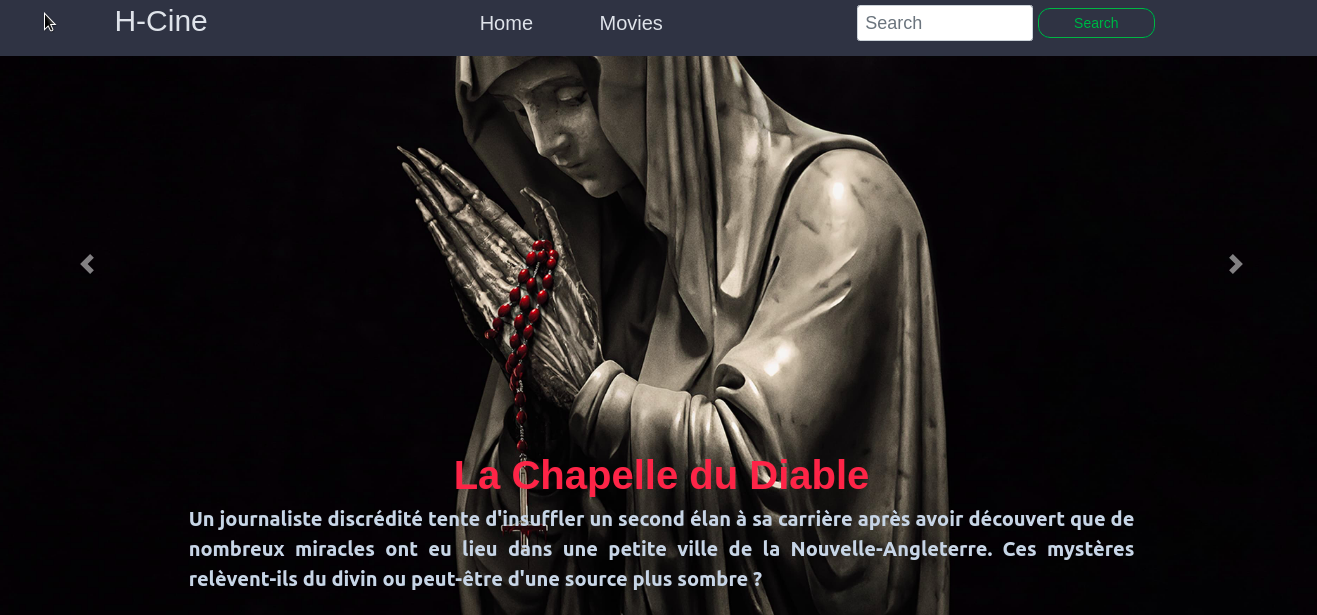 H-Cine
Home
Movies
Search
Search
La Chapelle du Diable
Un journaliste discrédité tente d'insuffler un second élan à sa carrière après avoir découvert que de
nombreux miracles ont eu lieu dans une petite ville de la Nouvelle-Angleterre. Ces mystères
relèvent-ils du divin ou peut-être d'une source plus sombre ?